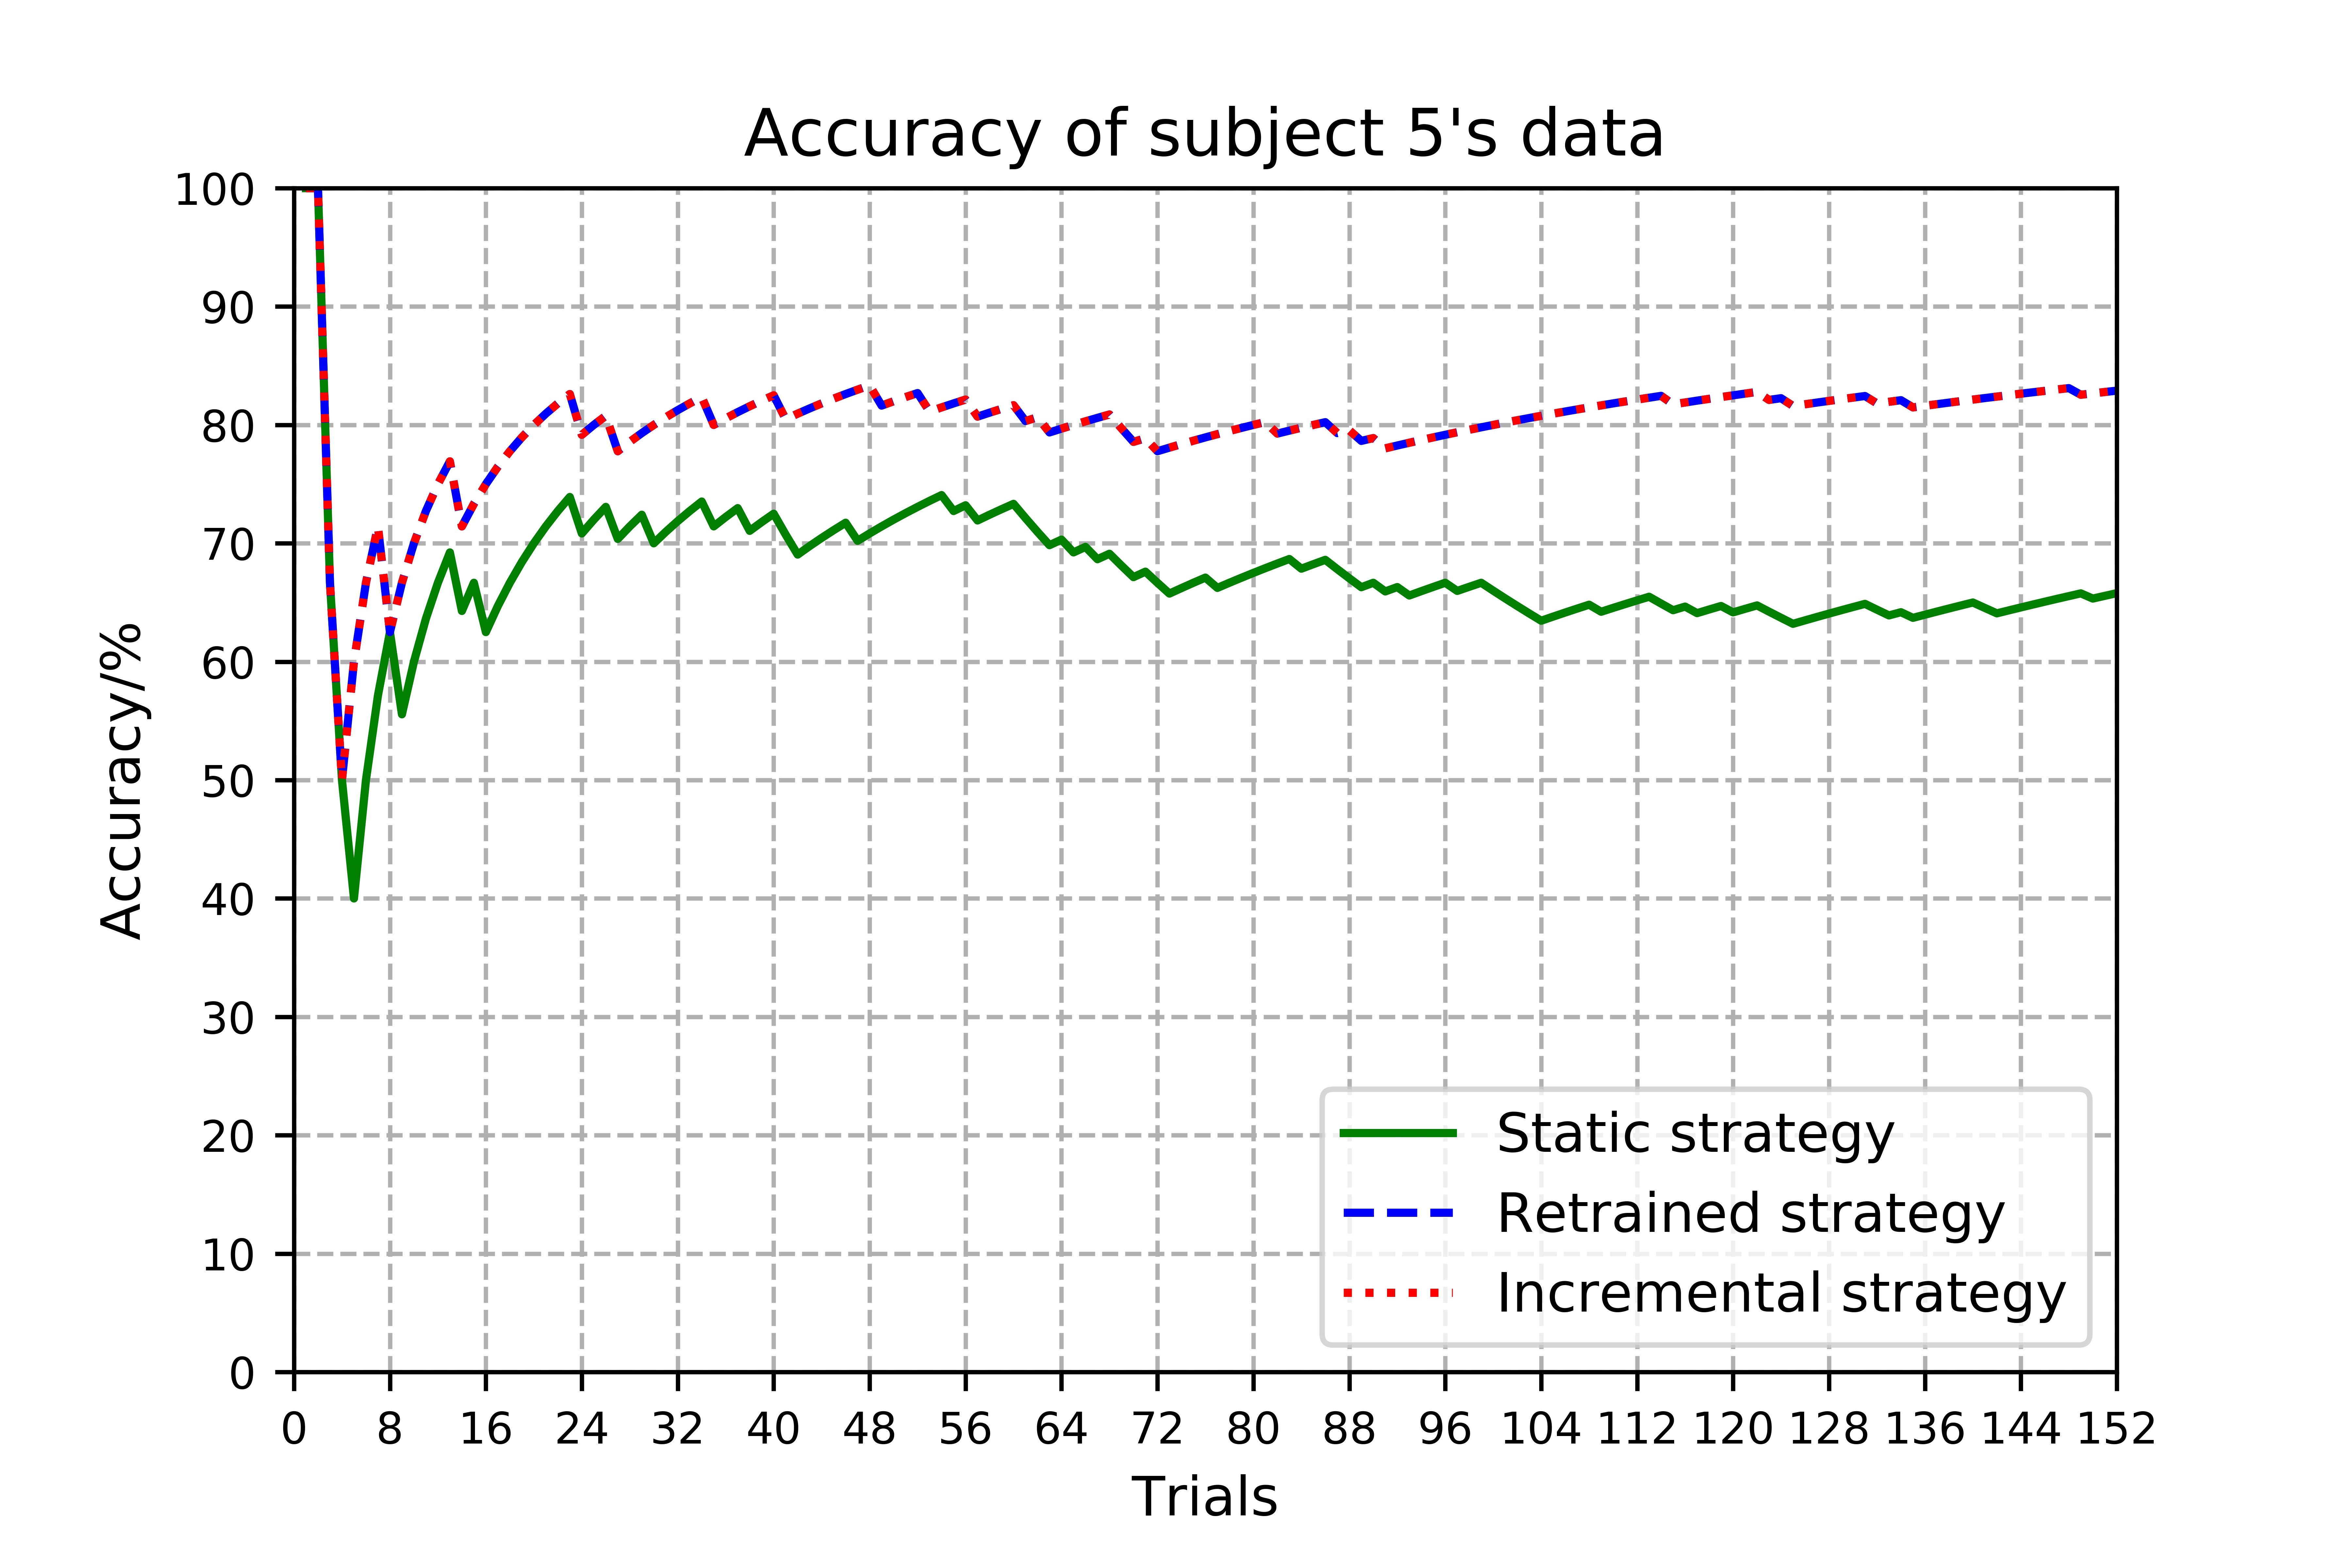 Accuracy of subject 5's data
100
90
80
70
60
50
40
30
20
10
0
Accuracy/%
Static strategy
Retrained strategy
Incremental strategy
0 8 16 24 32 40 48 56 64 72 80 88 96 104 112 120 128 136 144 152
Trials